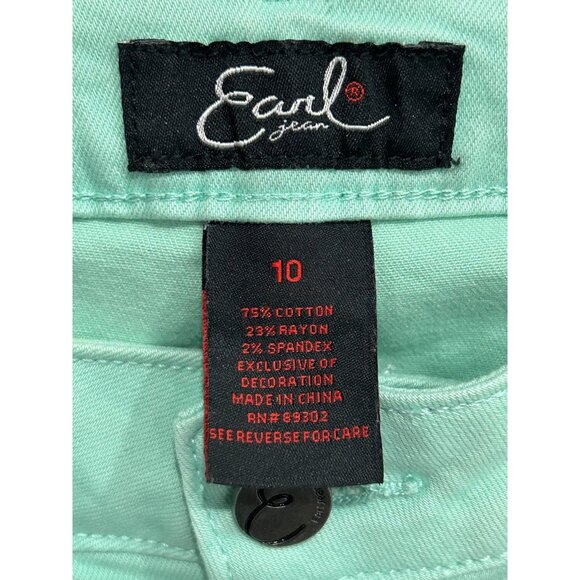 Earl®
jean
10
75% COTTON
23% RAYON
2% SPANDEX
EXCLUSIVE OF
DECORATION
MADE IN CHINA
RN# 89302
SEE REVERSE FOR CARE